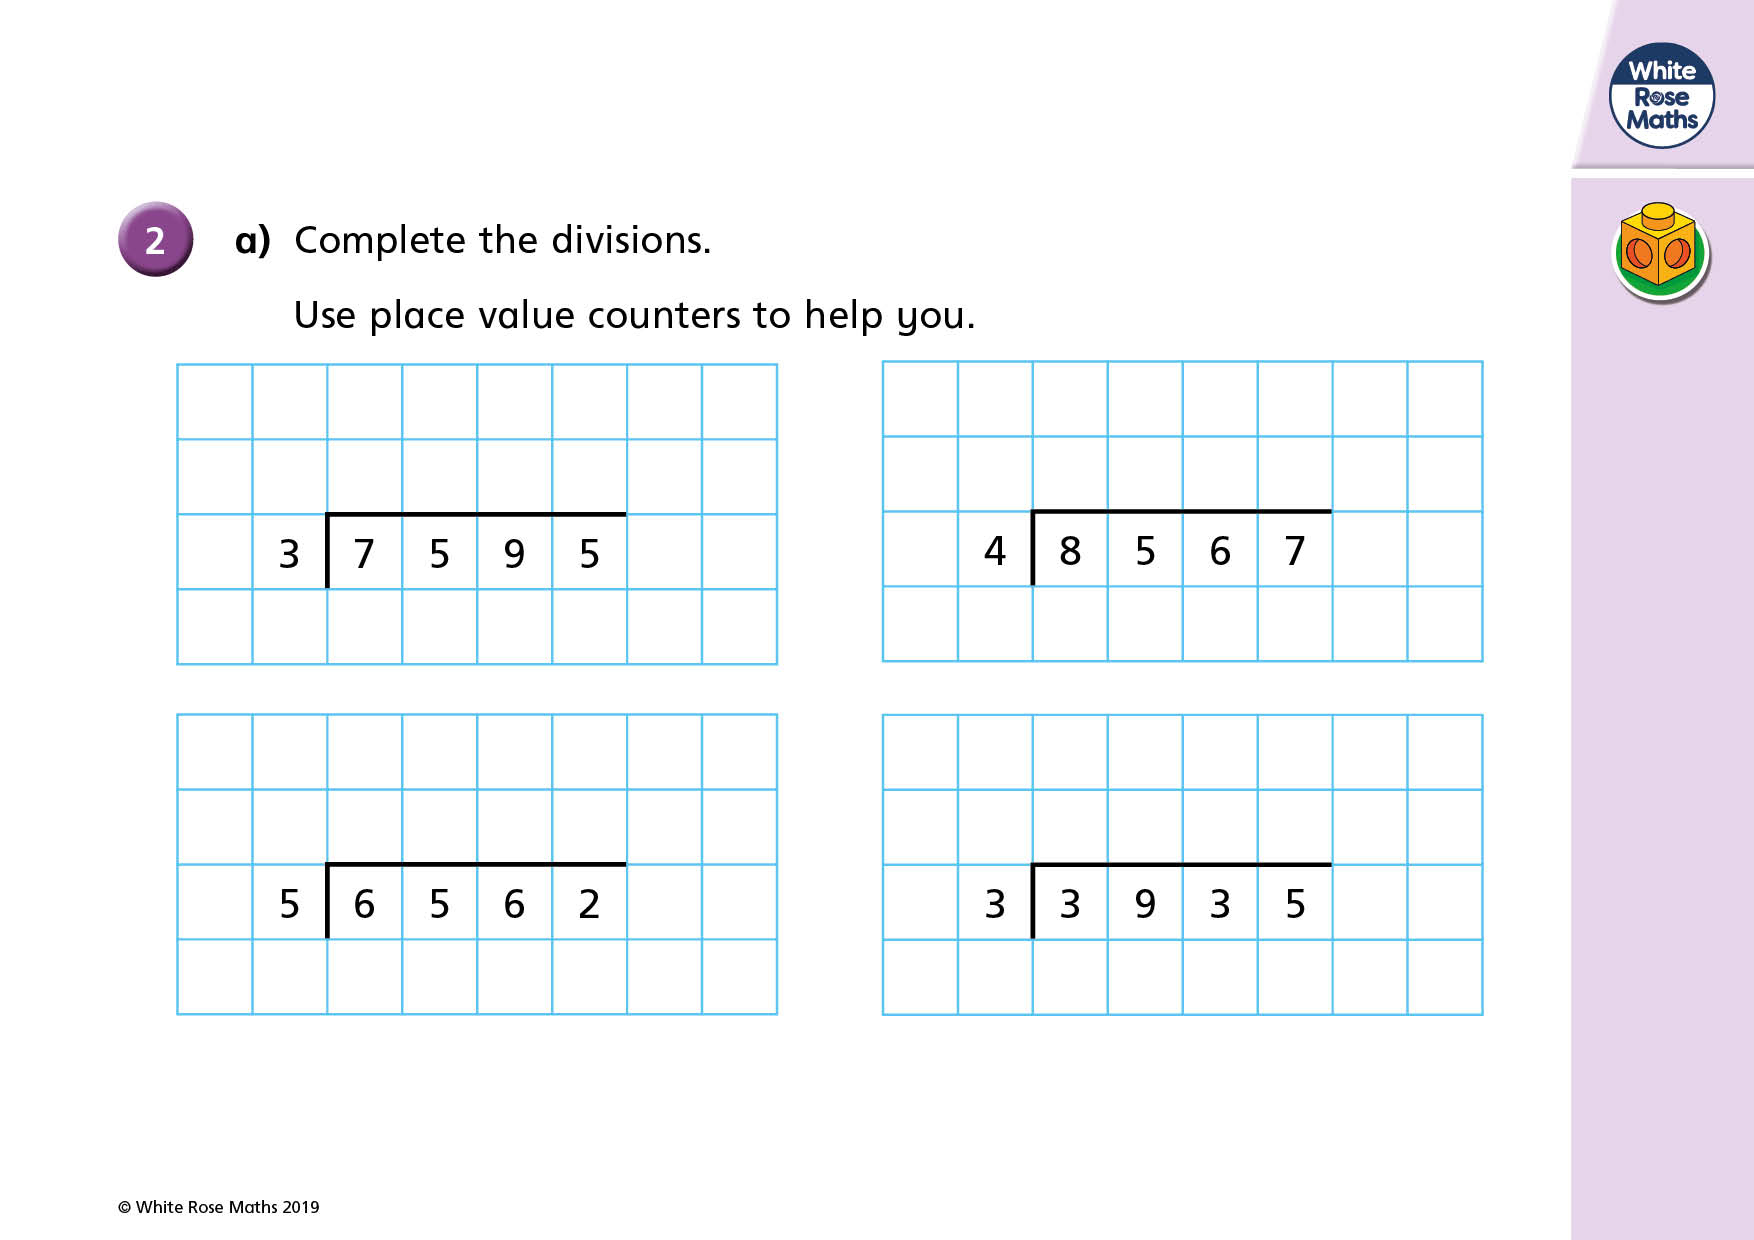 White
Rose
Maths
2 a) Complete the divisions.
Use place value counters to help you.
3 7 5 9 5
4 8 5 6 7
5 6 5 6 2
3 3 9 3 5
© White Rose Maths 2019